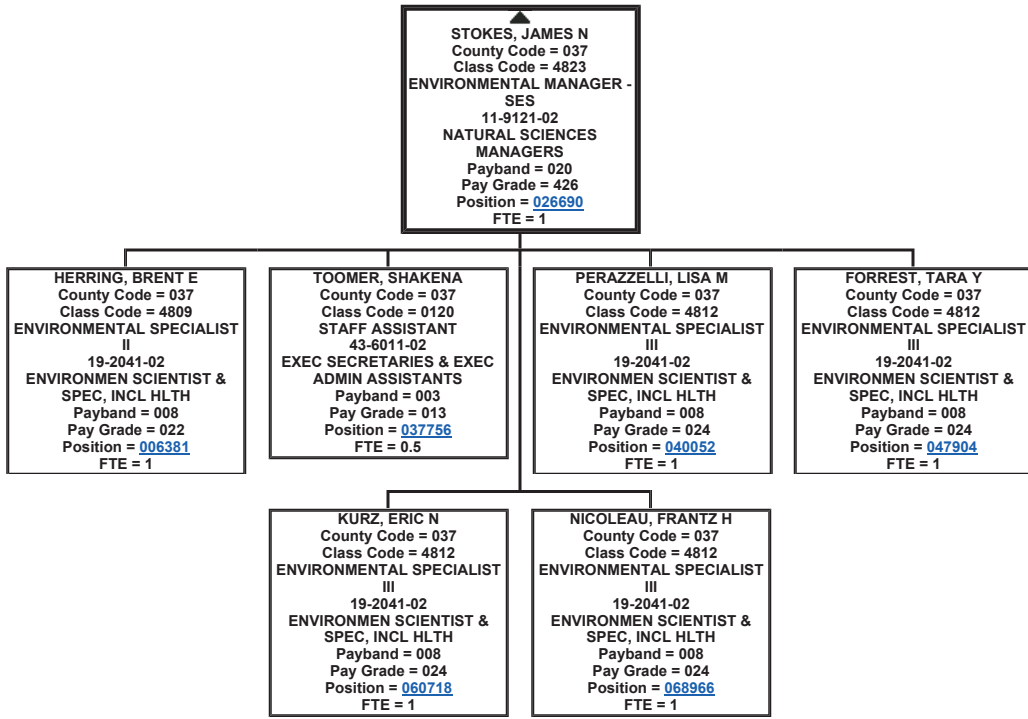 STOKES, JAMES N
County Code = 037
Class Code = 4823
ENVIRONMENTAL MANAGER -
SES
11-9121-02
NATURAL SCIENCES
MANAGERS
Payband = 020
Pay Grade = 426
Position = 026690
FTE = 1
HERRING, BRENT E
County Code = 037
Class Code = 4809
ENVIRONMENTAL SPECIALIST
II
19-2041-02
ENVIRONMEN SCIENTIST &
SPEC, INCL HLTH
Payband = 008
Pay Grade = 022
Position = 006381
FTE = 1
TOOMER, SHAKENA
County Code = 037
Class Code = 0120
STAFF ASSISTANT
43-6011-02
EXEC SECRETARIES & EXEC
ADMIN ASSISTANTS
Payband = 003
Pay Grade = 013
Position = 037756
FTE = 0.5
PERAZZELLI, LISA M
County Code = 037
Class Code = 4812
ENVIRONMENTAL SPECIALIST
III
19-2041-02
ENVIRONMEN SCIENTIST &
SPEC, INCL HLTH
Payband = 008
Pay Grade = 024
Position = 040052
FTE = 1
FORREST, TARA Y
County Code = 037
Class Code = 4812
ENVIRONMENTAL SPECIALIST
III
19-2041-02
ENVIRONMEN SCIENTIST &
SPEC, INCL HLTH
Payband = 008
Pay Grade = 024
Position = 047904
FTE = 1
KURZ, ERIC N
County Code = 037
Class Code = 4812
ENVIRONMENTAL SPECIALIST
III
19-2041-02
ENVIRONMEN SCIENTIST &
SPEC, INCL HLTH
Payband = 008
Pay Grade = 024
Position = 060718
FTE = 1
NICOLEAU, FRANTZ H
County Code = 037
Class Code = 4812
ENVIRONMENTAL SPECIALIST
III
19-2041-02
ENVIRONMEN SCIENTIST &
SPEC, INCL HLTH
Payband = 008
Pay Grade = 024
Position = 068966
FTE = 1